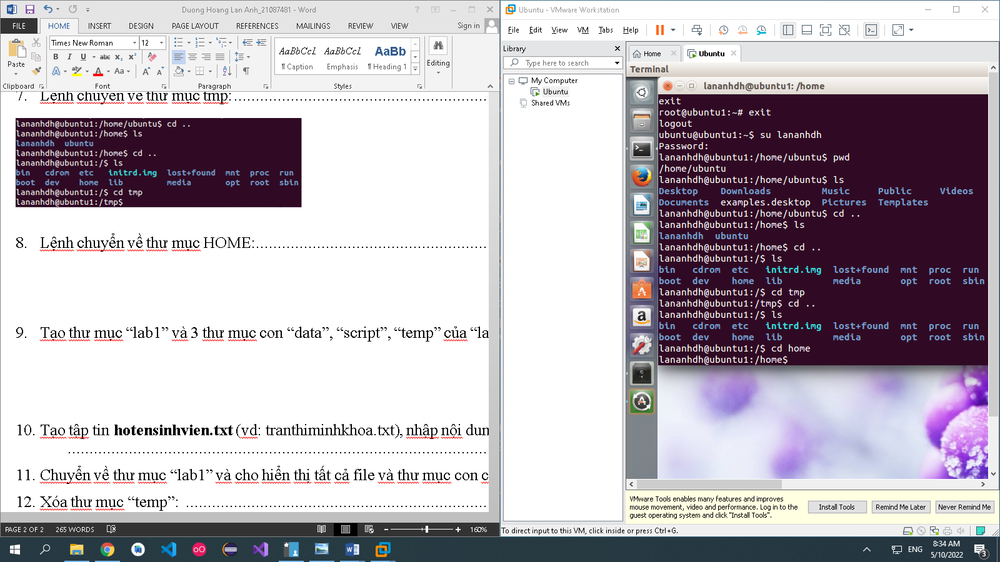 Duong Hoang Lan Anh_21087481 - Word
FILE HOME INSERT DESIGN PAGE LAYOUT REFERENCES MAILINGS REVIEW VIEW Sign in
Paste
Clipboard
Times New Roman 12
B I U abc x₂ x²
A ab A Aa A A
Font
Paragraph
AaBbCcL AaBbCcL AaBb
¶ Caption Emphasis ¶ Heading 1
Styles
Editing
7. Lệnh chuyển về thư mục tmp:
lananhdh@ubuntu1:/home/ubuntu$ cd ..
lananhdh@ubuntu1:/home$ ls
lananhdh ubuntu
lananhdh@ubuntu1:/home$ cd ..
lananhdh@ubuntu1:/$ ls
bin cdrom etc initrd.img lost+found mnt proc run
boot dev home lib media opt root sbin
lananhdh@ubuntu1:/$ cd tmp
lananhdh@ubuntu1:/tmp$
8. Lệnh chuyển về thư mục HOME:
9. Tạo thư mục “lab1” và 3 thư mục con “data”, “script”, “temp” của “la
10. Tạo tập tin hotensinhvien.txt (vd: tranthiminhkhoa.txt), nhập nội dun
11. Chuyển về thư mục “lab1” và cho hiển thị tất cả file và thư mục con c
12. Xóa thư mục “temp”:
PAGE 2 OF 2 265 WORDS 160%
Ubuntu - VMware Workstation
File Edit View VM Tabs Help
Library
Type here to search
My Computer
Ubuntu
Shared VMs
Home Ubuntu
Terminal
lananhdh@ubuntu1: /home
exit
root@ubuntu1:~# exit
logout
ubuntu@ubuntu1:~$ su lananhdh
Password:
lananhdh@ubuntu1:/home/ubuntu$ pwd
/home/ubuntu
lananhdh@ubuntu1:/home/ubuntu$ ls
Desktop Downloads Music Public Videos
Documents examples.desktop Pictures Templates
lananhdh@ubuntu1:/home/ubuntu$ cd ..
lananhdh@ubuntu1:/home$ ls
lananhdh ubuntu
lananhdh@ubuntu1:/home$ cd ..
lananhdh@ubuntu1:/$ ls
bin cdrom etc initrd.img lost+found mnt proc run
boot dev home lib media opt root sbin
lananhdh@ubuntu1:/$ cd tmp
lananhdh@ubuntu1:/tmp$ cd ..
lananhdh@ubuntu1:/$ ls
bin cdrom etc initrd.img lost+found mnt proc run
boot dev home lib media opt root sbin
lananhdh@ubuntu1:/$ cd home
lananhdh@ubuntu1:/home$
VMware Tools enables many features and improves
mouse movement, video and performance. Log in to the
guest operating system and click "Install Tools".
Install Tools Remind Me Later Never Remind Me
To direct input to this VM, click inside or press Ctrl+G.
ENG
8:34 AM
5/10/2022
3